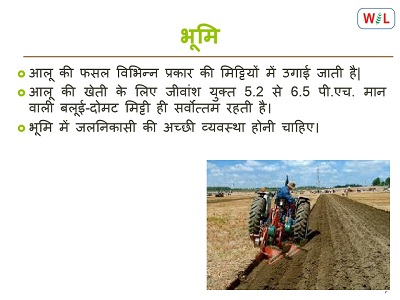 WIL
भूमि
आलू की फसल विभिन्न प्रकार की मिट्टियों में उगाई जाती है|
आलू की खेती के लिए जीवांश युक्त 5.2 से 6.5 पी.एच. मान
वाली बलूई-दोमट मिट्टी ही सर्वोत्तम रहती है।
भूमि में जलनिकासी की अच्छी व्यवस्था होनी चाहिए।